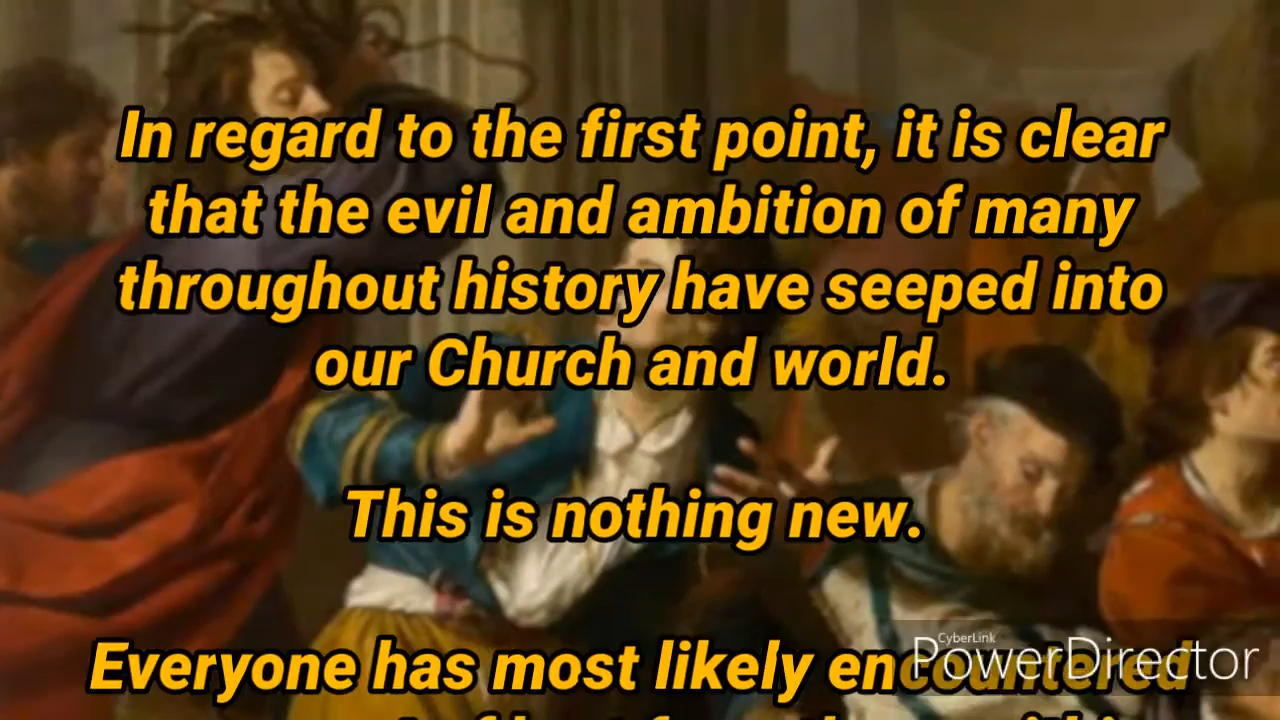 In regard to the first point, it is clear
that the evil and ambition of many
throughout history have seeped into
our Church and world.
This is nothing new.
Everyone has most likely encountered
CyberLink
PowerDirector